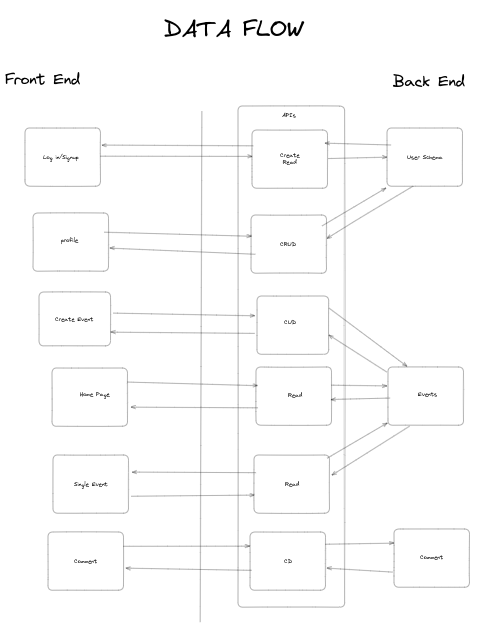 DATA FLOW
Front End
Back End
APIs
Log in/Signup
Create
Read
User Schema
profile
CRUD
Create Event
CUD
Home Page
Read
Events
Single Event
Read
Comment
CD
Comment